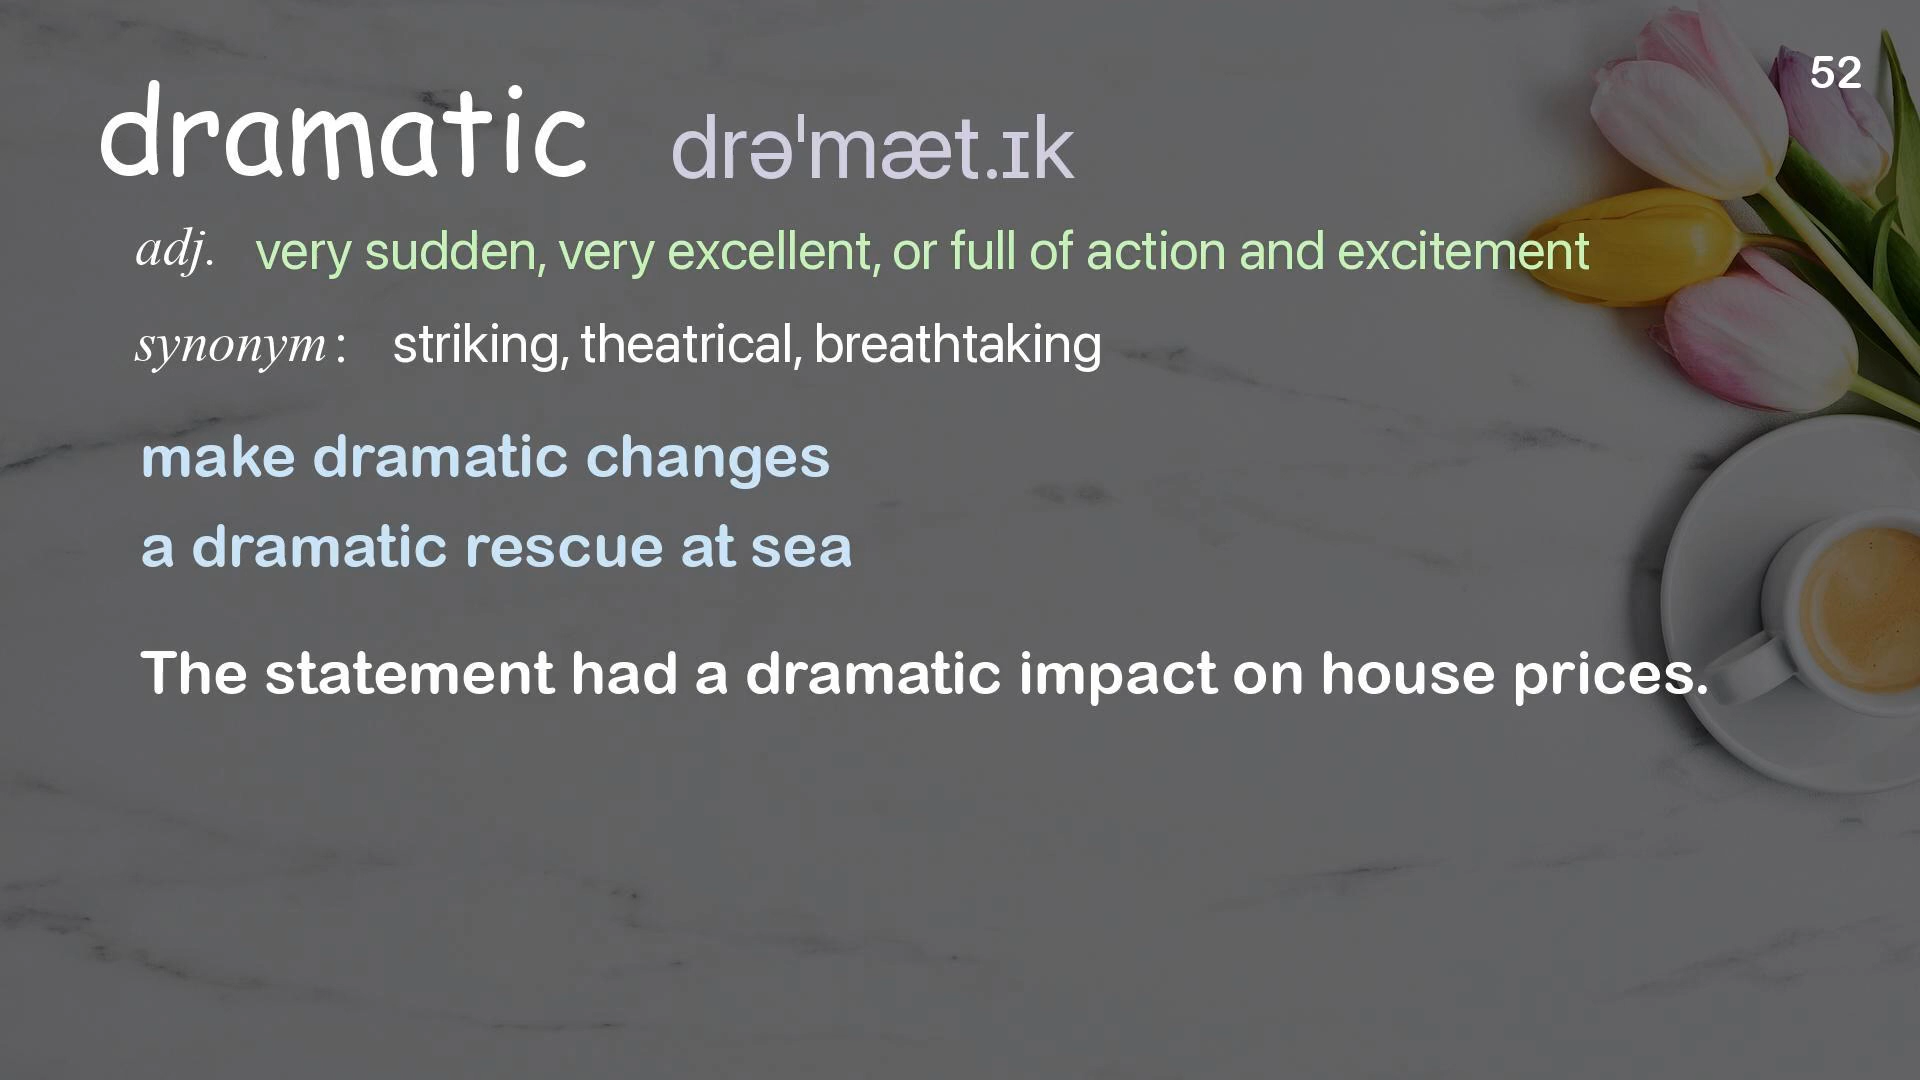 52
dramatic drəˈmæt.ɪk
adj. very sudden, very excellent, or full of action and excitement
synonym: striking, theatrical, breathtaking
make dramatic changes
a dramatic rescue at sea
The statement had a dramatic impact on house prices.